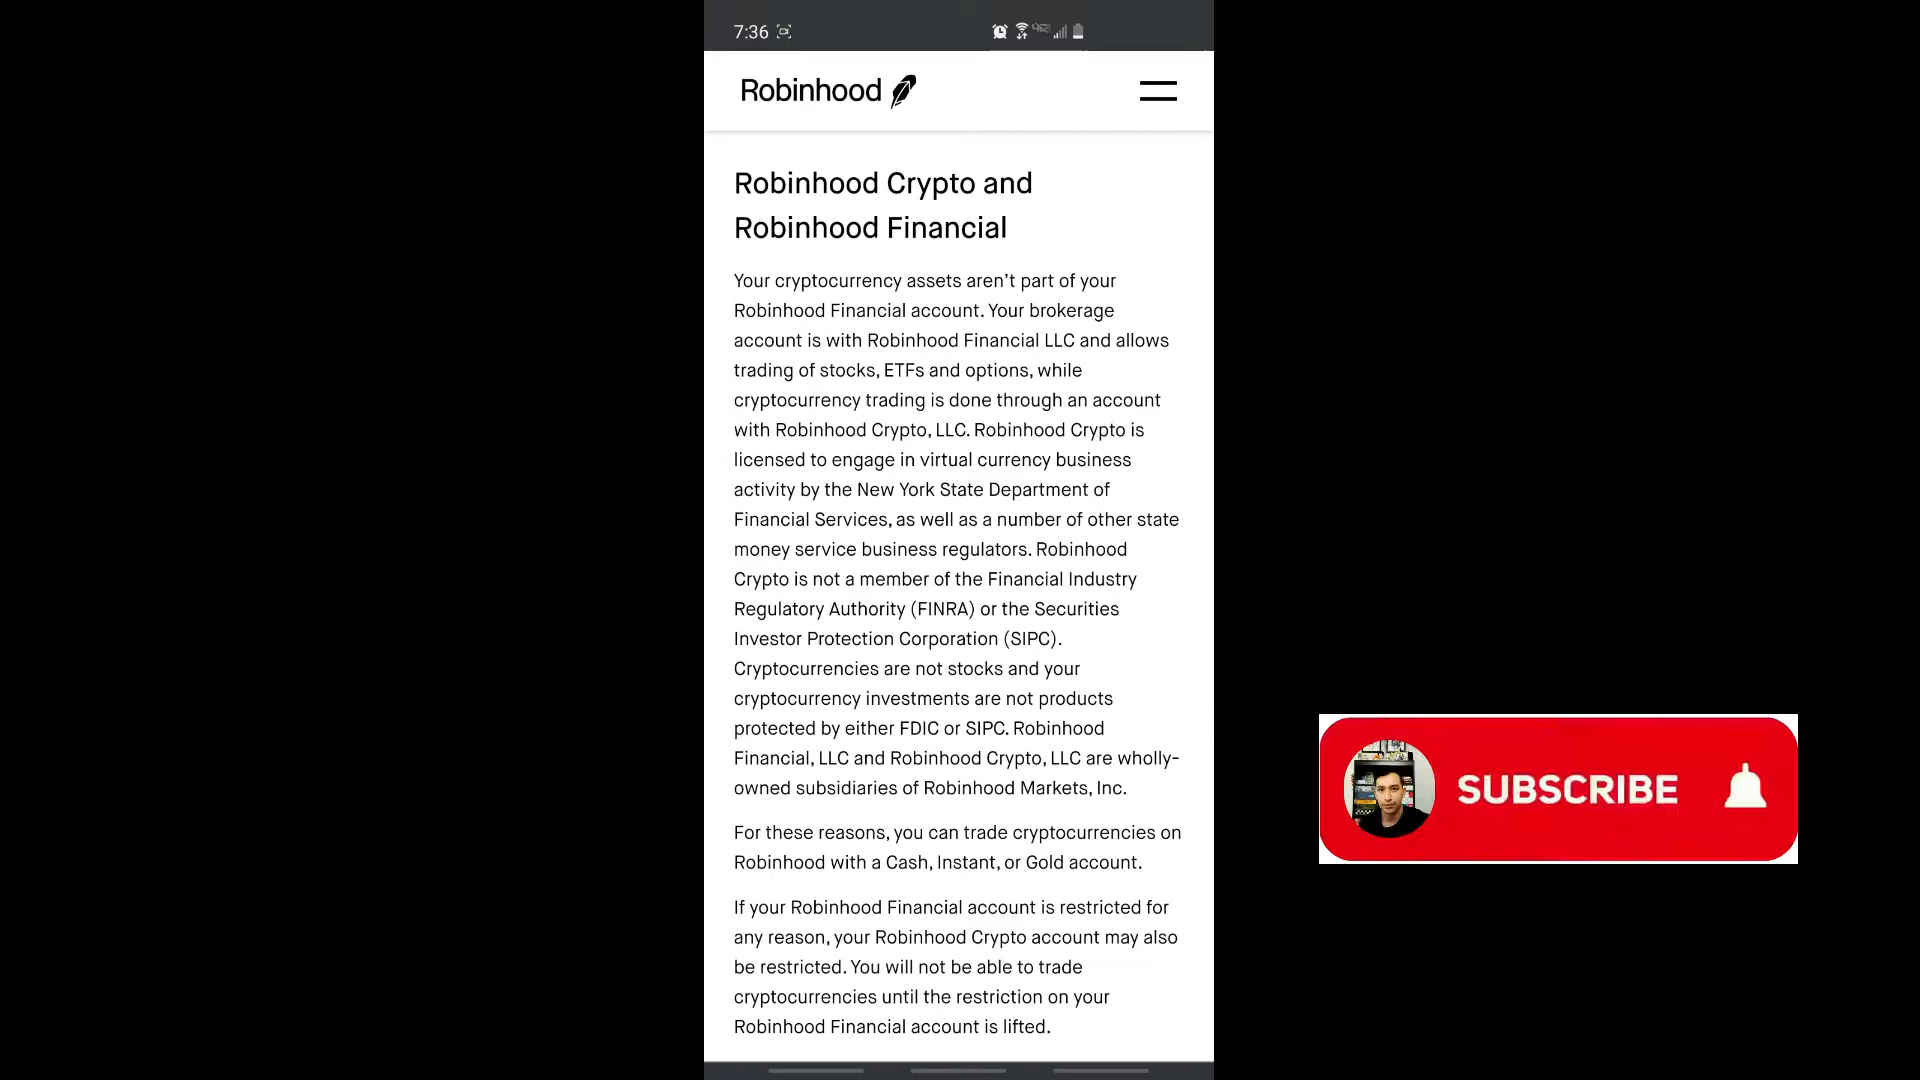 7:36
Robinhood
Robinhood Crypto and
Robinhood Financial
Your cryptocurrency assets aren’t part of your
Robinhood Financial account. Your brokerage
account is with Robinhood Financial LLC and allows
trading of stocks, ETFs and options, while
cryptocurrency trading is done through an account
with Robinhood Crypto, LLC. Robinhood Crypto is
licensed to engage in virtual currency business
activity by the New York State Department of
Financial Services, as well as a number of other state
money service business regulators. Robinhood
Crypto is not a member of the Financial Industry
Regulatory Authority (FINRA) or the Securities
Investor Protection Corporation (SIPC).
Cryptocurrencies are not stocks and your
cryptocurrency investments are not products
protected by either FDIC or SIPC. Robinhood
Financial, LLC and Robinhood Crypto, LLC are wholly-
owned subsidiaries of Robinhood Markets, Inc.
For these reasons, you can trade cryptocurrencies on
Robinhood with a Cash, Instant, or Gold account.
If your Robinhood Financial account is restricted for
any reason, your Robinhood Crypto account may also
be restricted. You will not be able to trade
cryptocurrencies until the restriction on your
Robinhood Financial account is lifted.
SUBSCRIBE